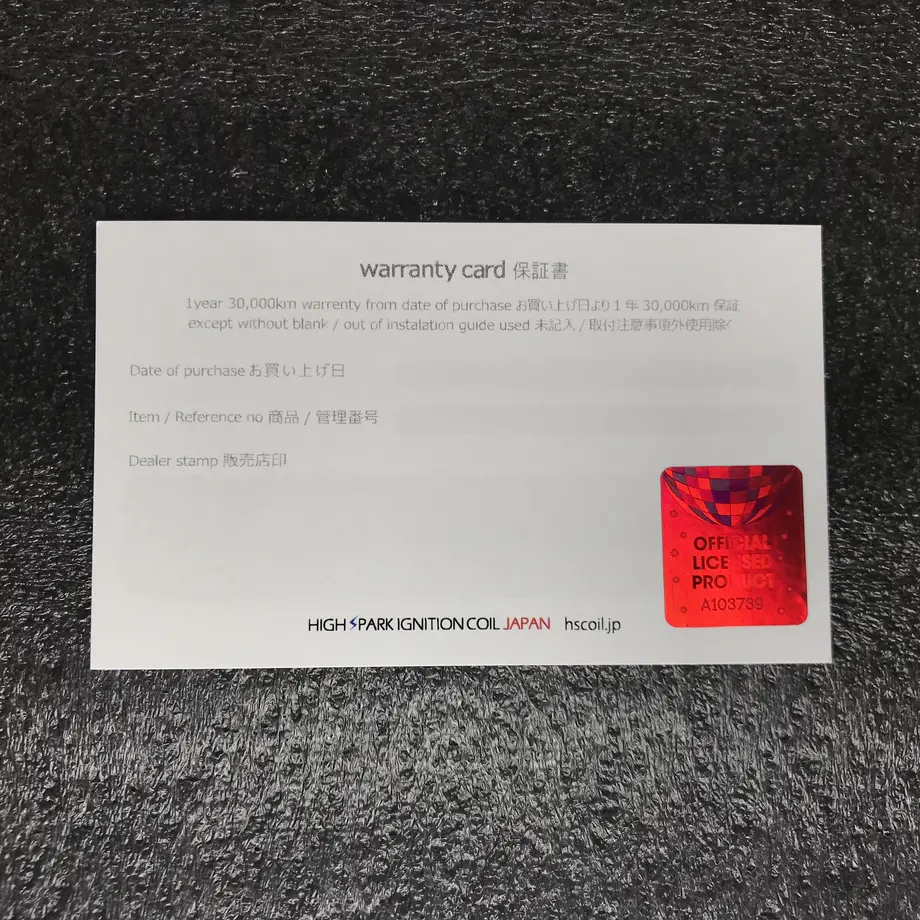 warranty card 保証書
1year 30,000km warrenty from date of purchase お買い上げ日より1年 30,000km 保証
except without blank / out of instalation guide used 未記入 / 取付注意事項外使用除く
Date of purchase お買い上げ日
Item / Reference no 商品 / 管理番号
Dealer stamp 販売店印
OFFICIAL
LICENSED
PRODUCT
A103739
HIGH SPARK IGNITION COIL JAPAN hscoil.jp